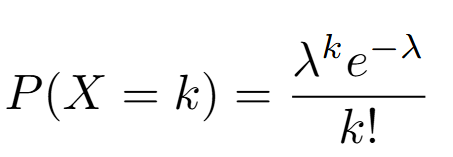 P(X = k) = \frac{\lambda^k e^{-\lambda}}{k!}